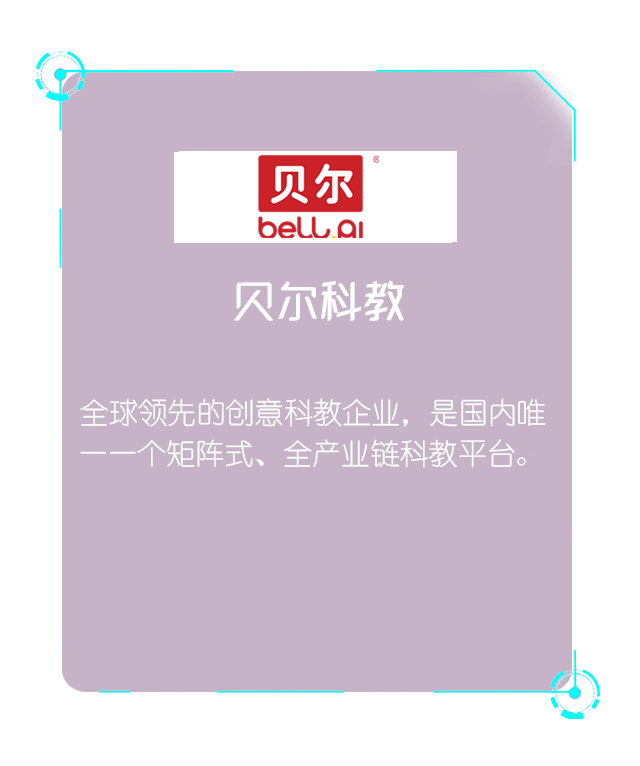 贝尔
®
bell.ai
贝尔科教
全球领先的创意科教企业，是国内唯
一一个矩阵式、全产业链科教平台。